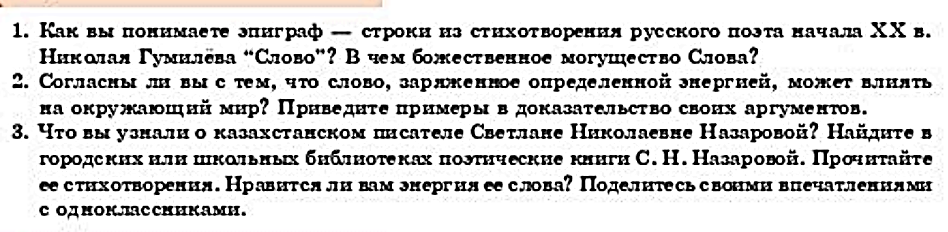 1. Как вы понимаете эпиграф — строки из стихотворения русского поэта начала XX в.
Николая Гумилёва “Слово”? В чем божественное могущество Слова?
2. Согласны ли вы с тем, что слово, заряженное определенной энергией, может влиять
на окружающий мир? Приведите примеры в доказательство своих аргументов.
3. Что вы узнали о казахстанском писателе Светлане Николаевне Назаровой? Найдите в
городских или школьных библиотеках поэтические книги С. Н. Назаровой. Прочитайте
ее стихотворения. Нравится ли вам энергия ее слова? Поделитесь своими впечатлениями
с одноклассниками.